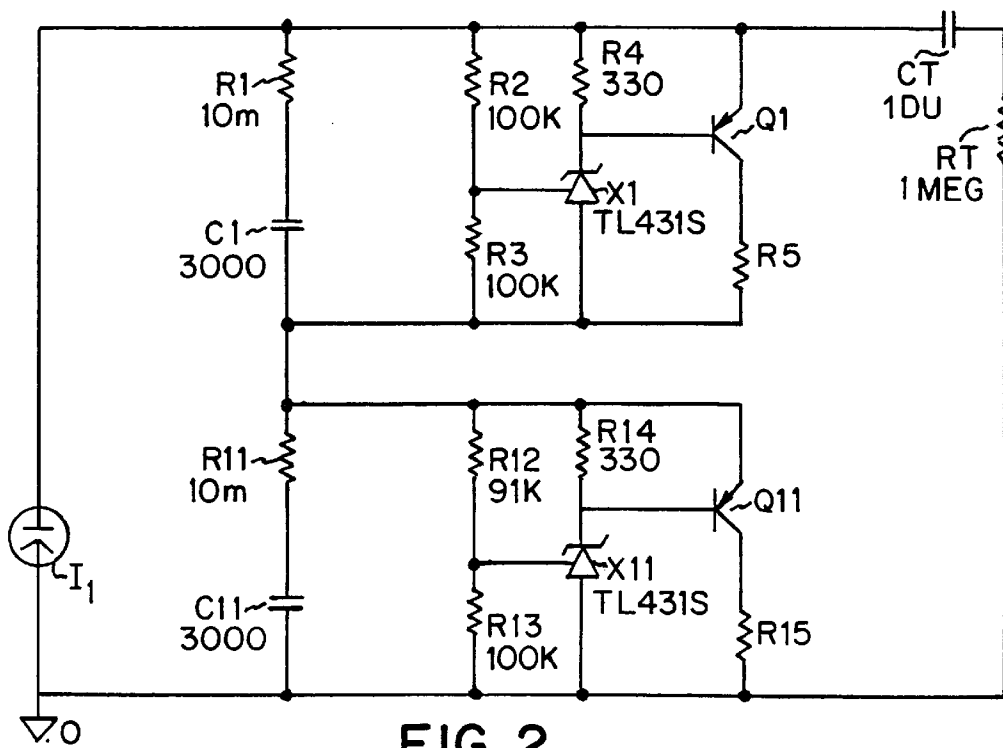 R1
10m
R2
100K
R4
330
Q1
CT
1DU
RT
1MEG
X1
TL431S
C1
3000
R3
100K
R5
R11
10m
R12
91K
R14
330
Q11
I1
C11
3000
X11
TL431S
R13
100K
R15
0
FIG.2